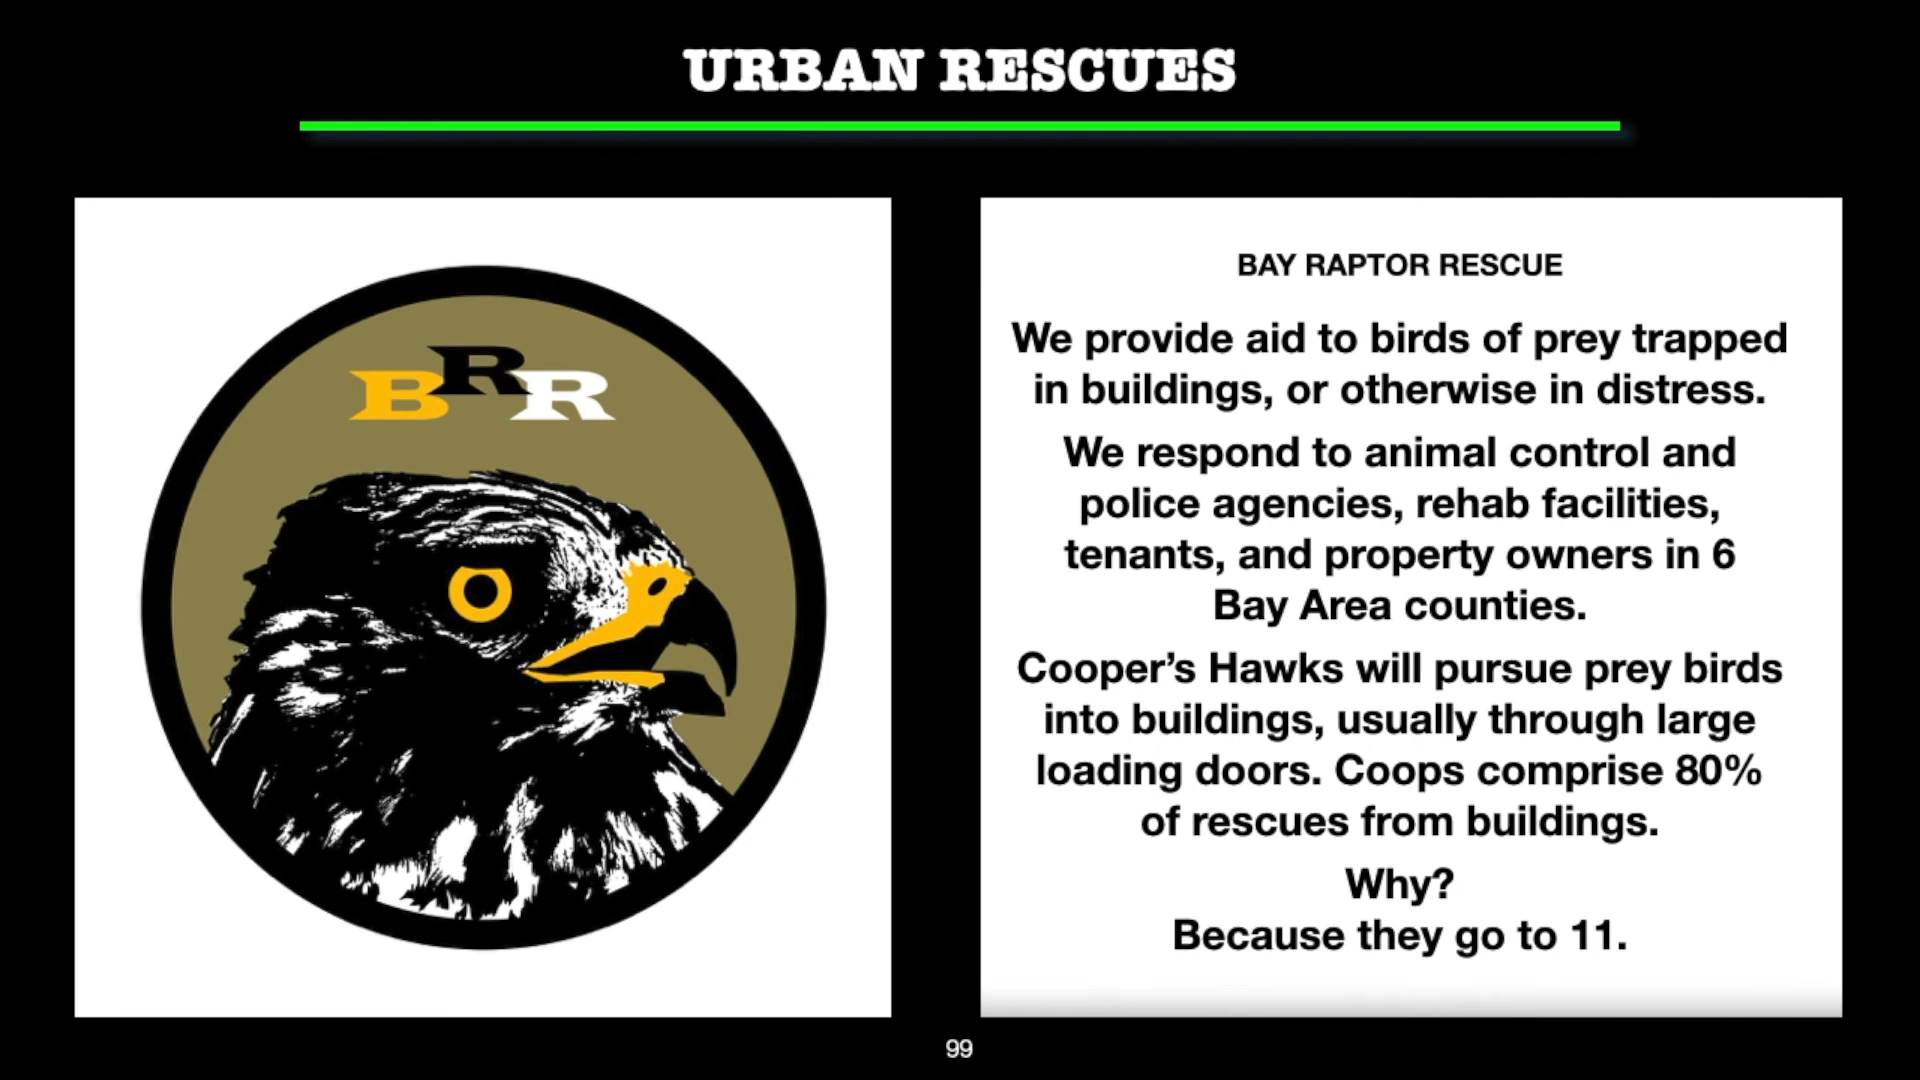 URBAN RESCUES
BRR
BAY RAPTOR RESCUE
We provide aid to birds of prey trapped
in buildings, or otherwise in distress.
We respond to animal control and
police agencies, rehab facilities,
tenants, and property owners in 6
Bay Area counties.
Cooper’s Hawks will pursue prey birds
into buildings, usually through large
loading doors. Coops comprise 80%
of rescues from buildings.
Why?
Because they go to 11.
99